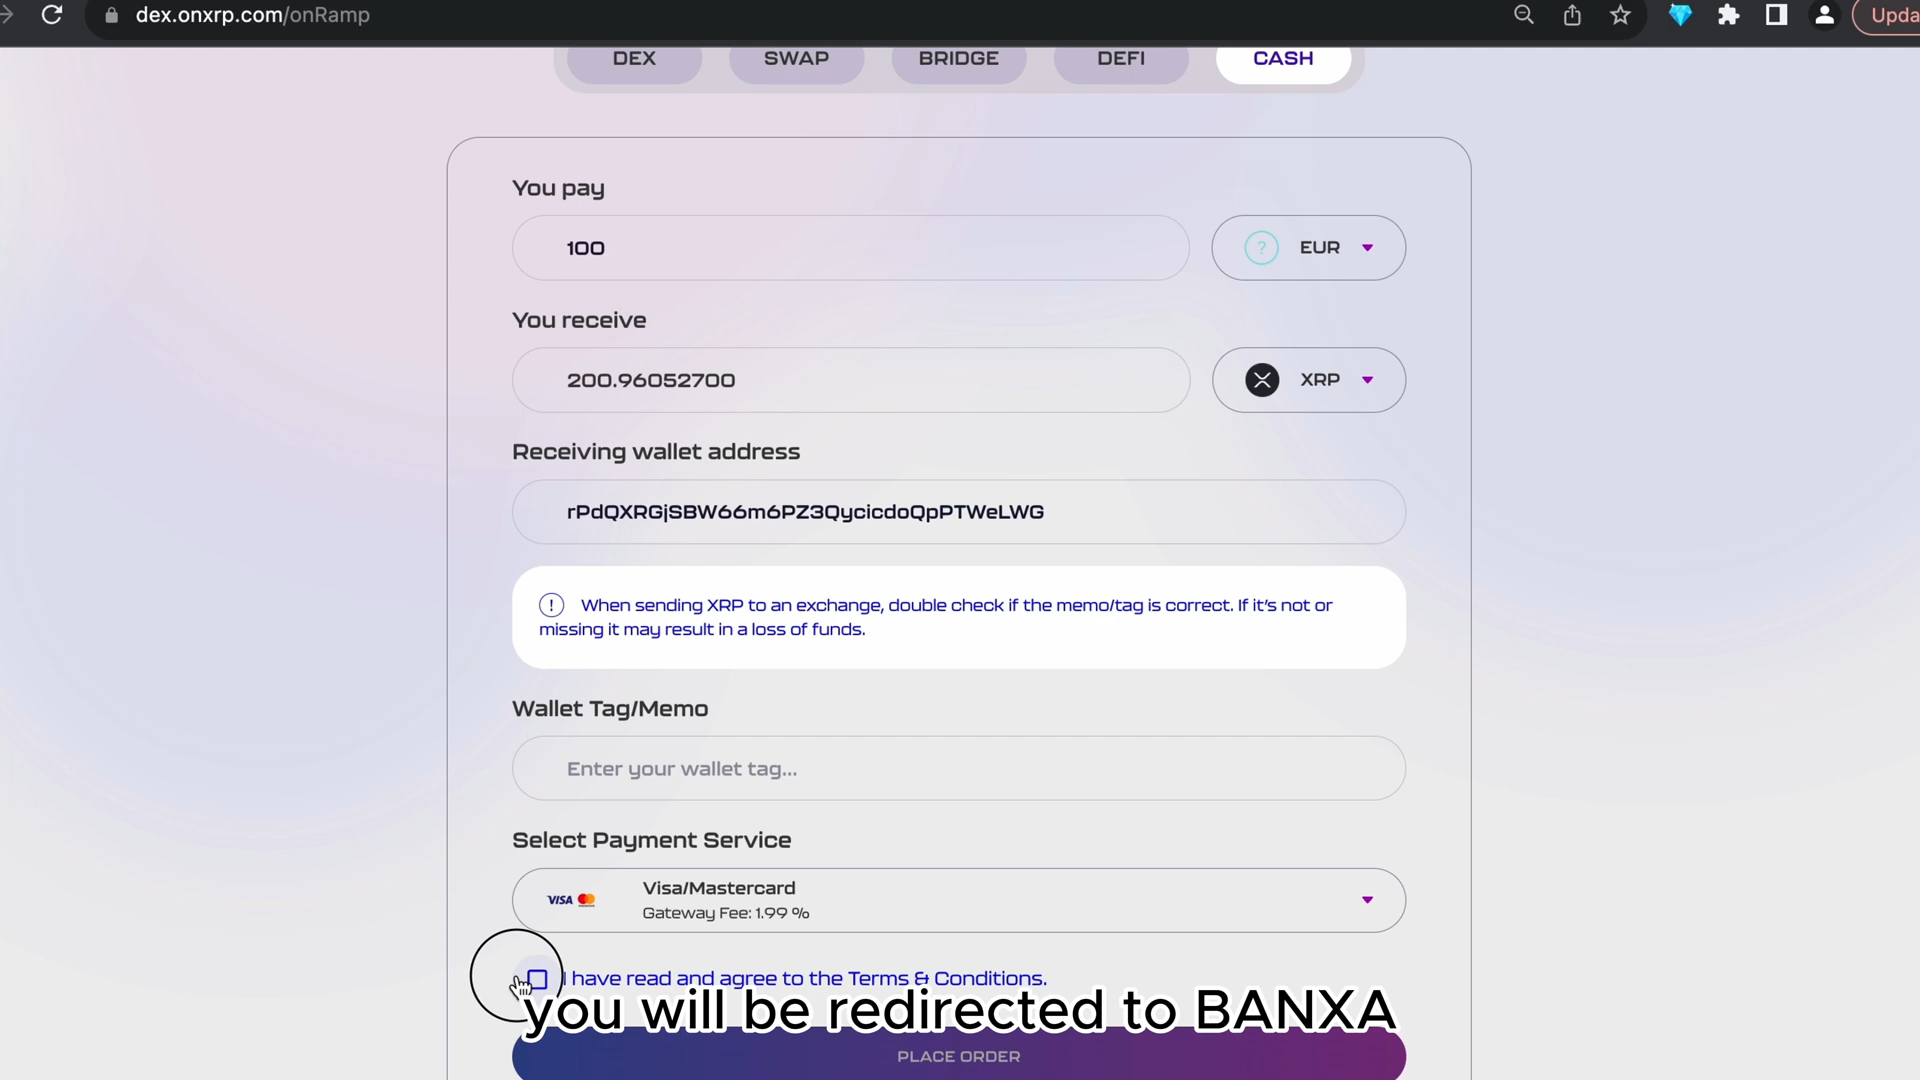 dex.onxrp.com/onRamp
Upda
DEX SWAP BRIDGE DEFI CASH
You pay
100 ? EUR
You receive
200.96052700 XRP
Receiving wallet address
rPdQXRGjSBW66m6PZ3QycicdoQpPTWeLWG
! When sending XRP to an exchange, double check if the memo/tag is correct. If it's not or
missing it may result in a loss of funds.
Wallet Tag/Memo
Enter your wallet tag...
Select Payment Service
VISA Visa/Mastercard
Gateway Fee: 1.99 %
I have read and agree to the Terms & Conditions.
you will be redirected to BANXA
PLACE ORDER